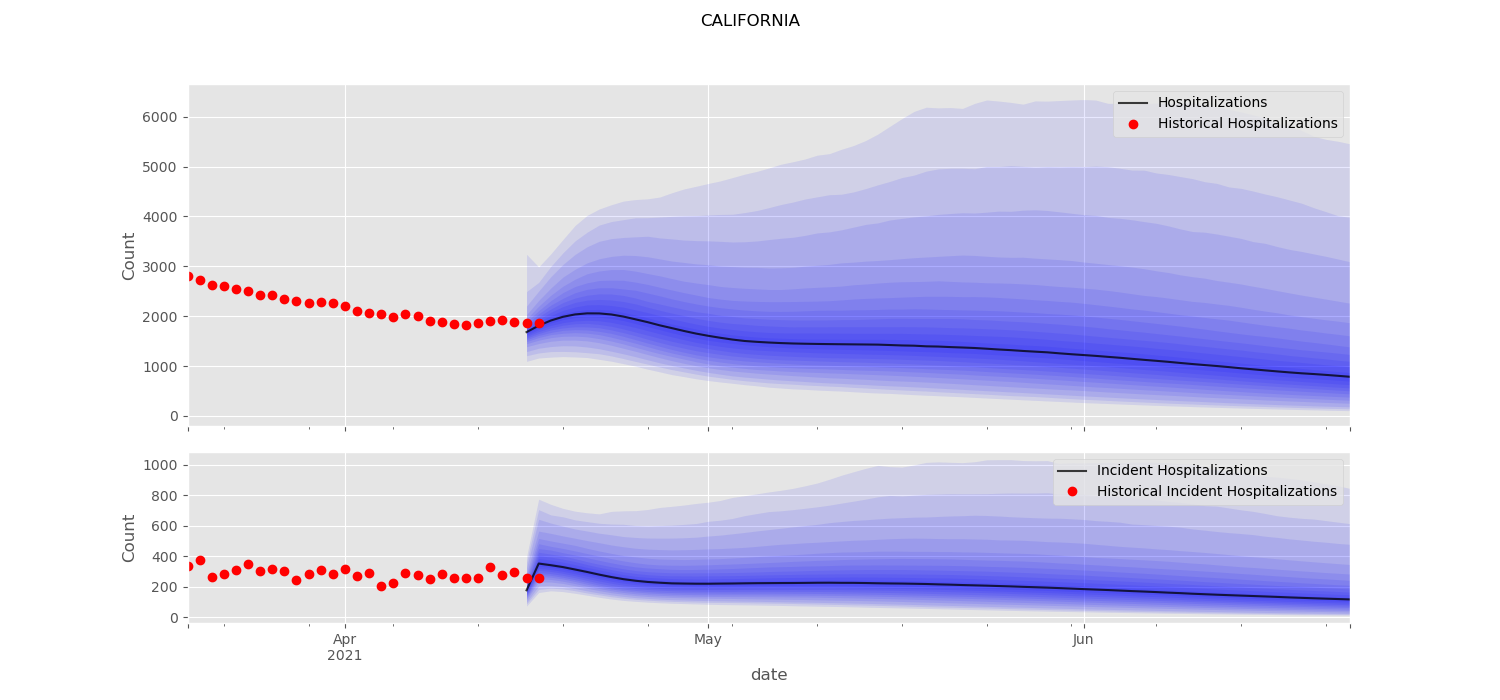 CALIFORNIA
Hospitalizations
Historical Hospitalizations
6000
5000
4000
3000
2000
1000
0
Count
Incident Hospitalizations
Historical Incident Hospitalizations
1000
800
600
400
200
0
Count
Apr
2021
May
Jun
date